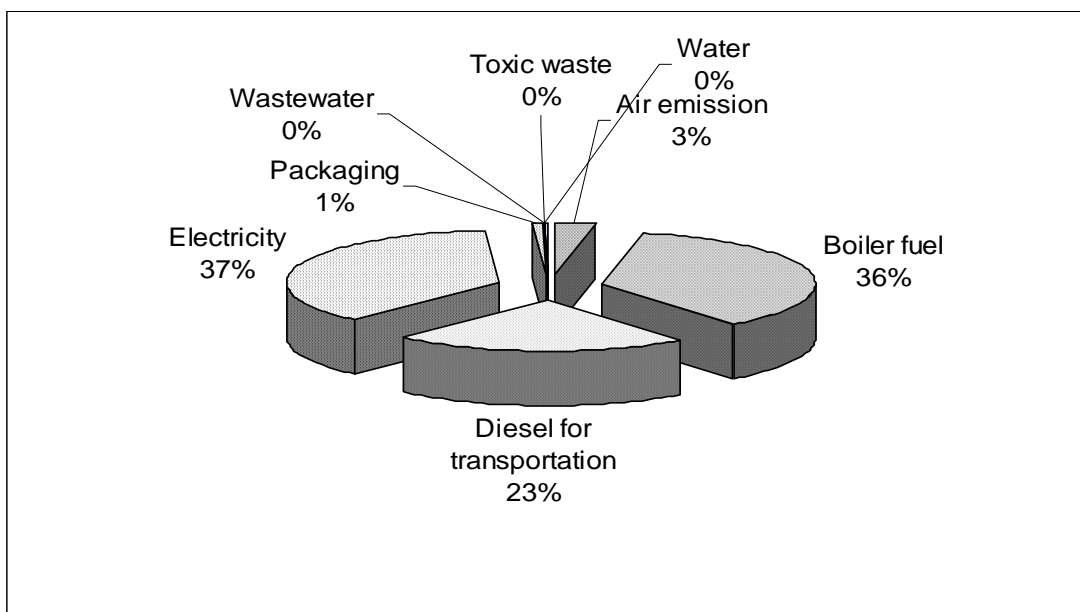 Water
0%
Toxic waste
0%
Air emission
3%
Wastewater
0%
Packaging
1%
Electricity
37%
Boiler fuel
36%
Diesel for
transportation
23%